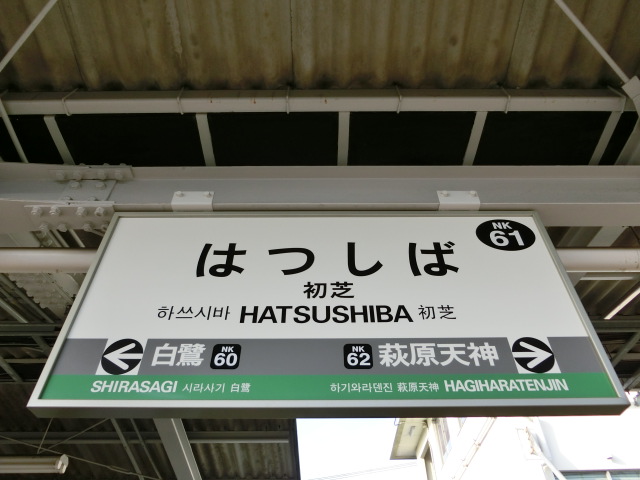 NK
61
はつしば
初芝
하쓰시바 HATSUSHIBA 初芝
白鷺 NK 60 NK 62 萩原天神
SHIRASAGI 시라사기 白鷺 하기와라덴진 萩原天神 HAGIHARATENJIN